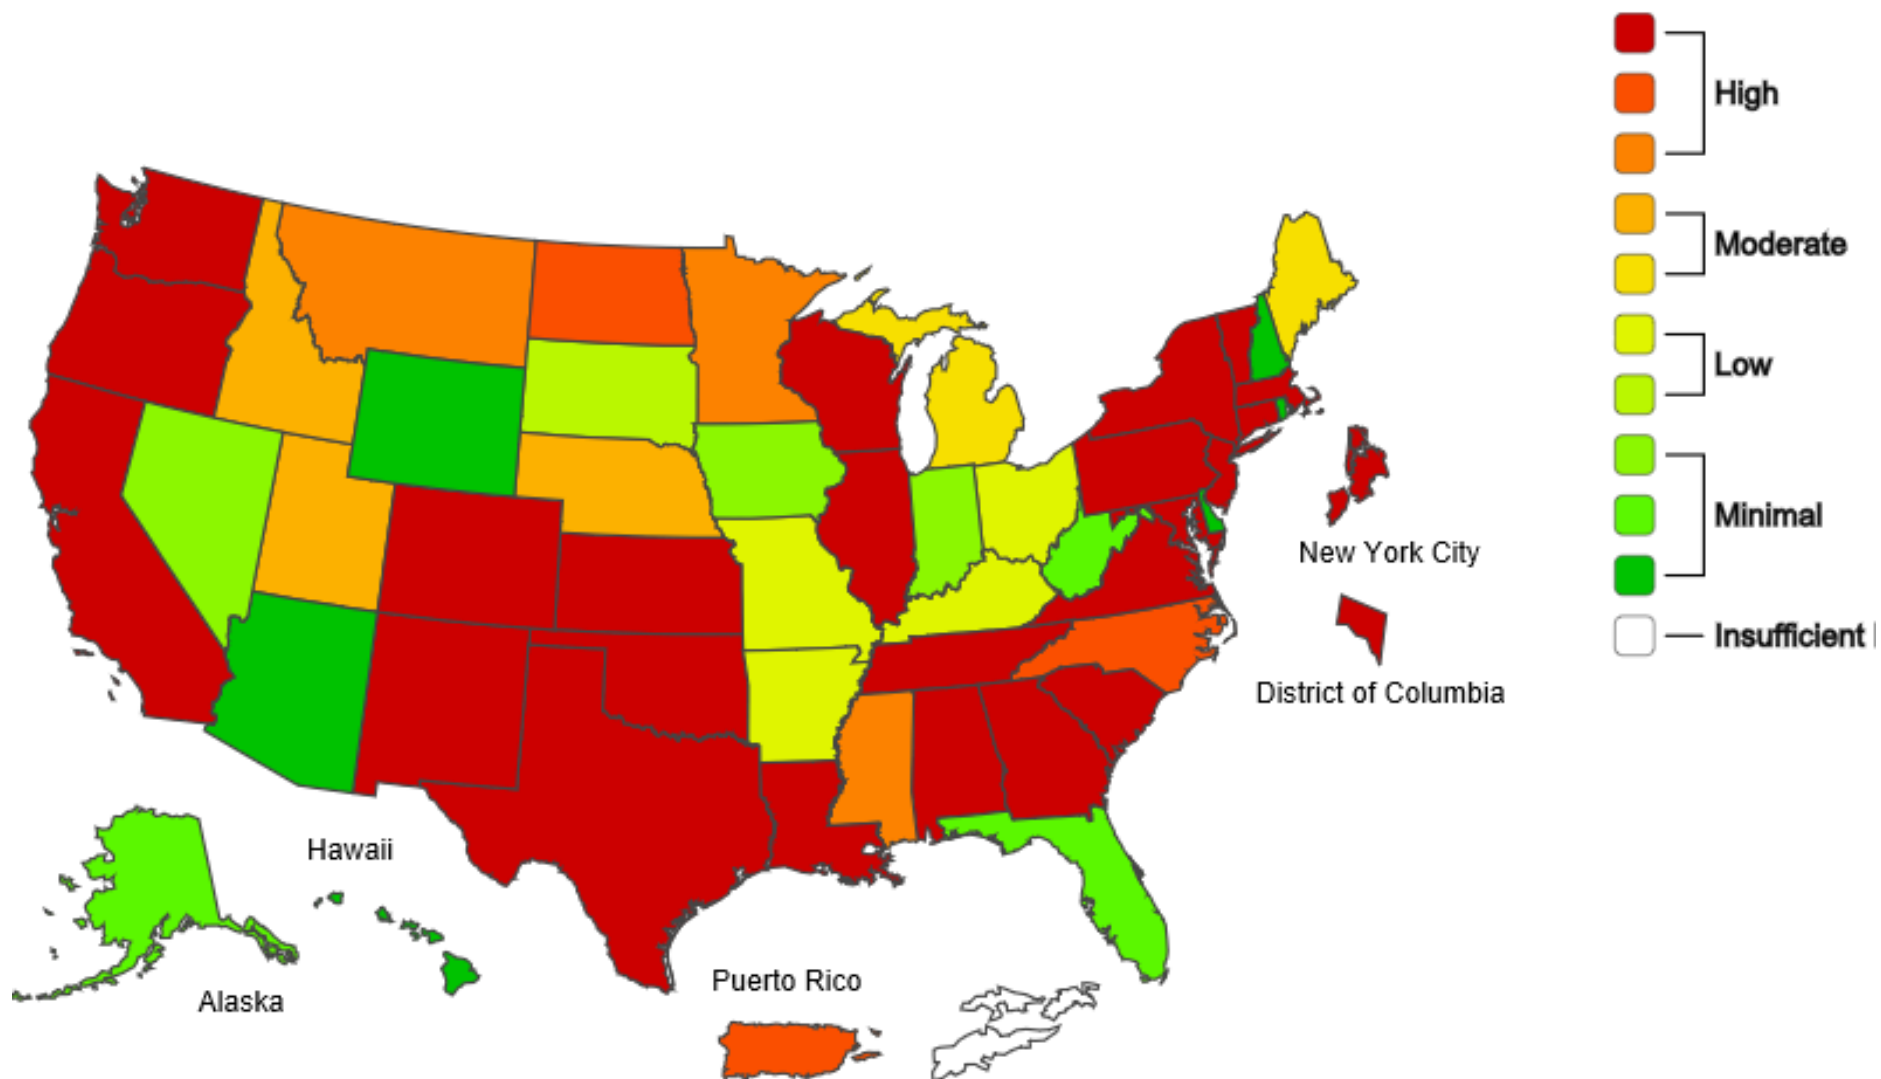 High
Moderate
Low
Minimal
Insufficient
New York City
District of Columbia
Hawaii
Alaska
Puerto Rico